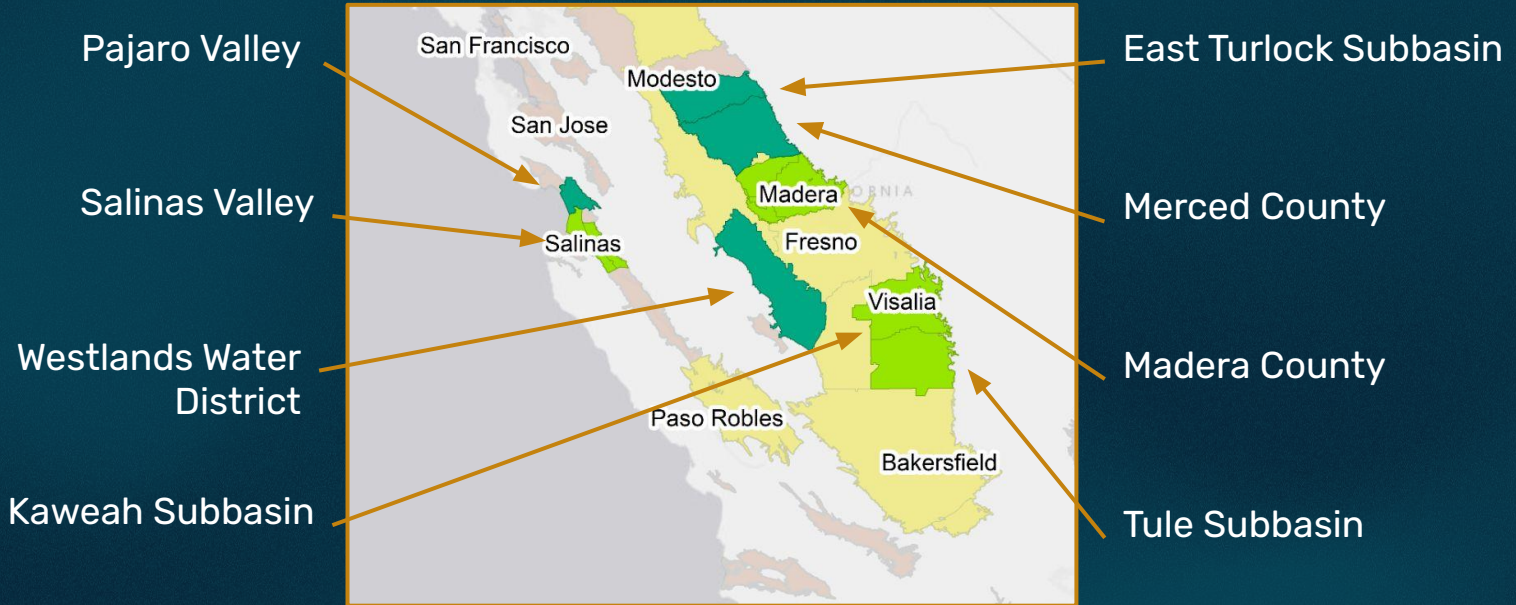 Pajaro Valley
Salinas Valley
Westlands Water
District
Kaweah Subbasin
San Francisco
Modesto
San Jose
Madera
Salinas
Fresno
Visalia
Paso Robles
Bakersfield
East Turlock Subbasin
Merced County
Madera County
Tule Subbasin